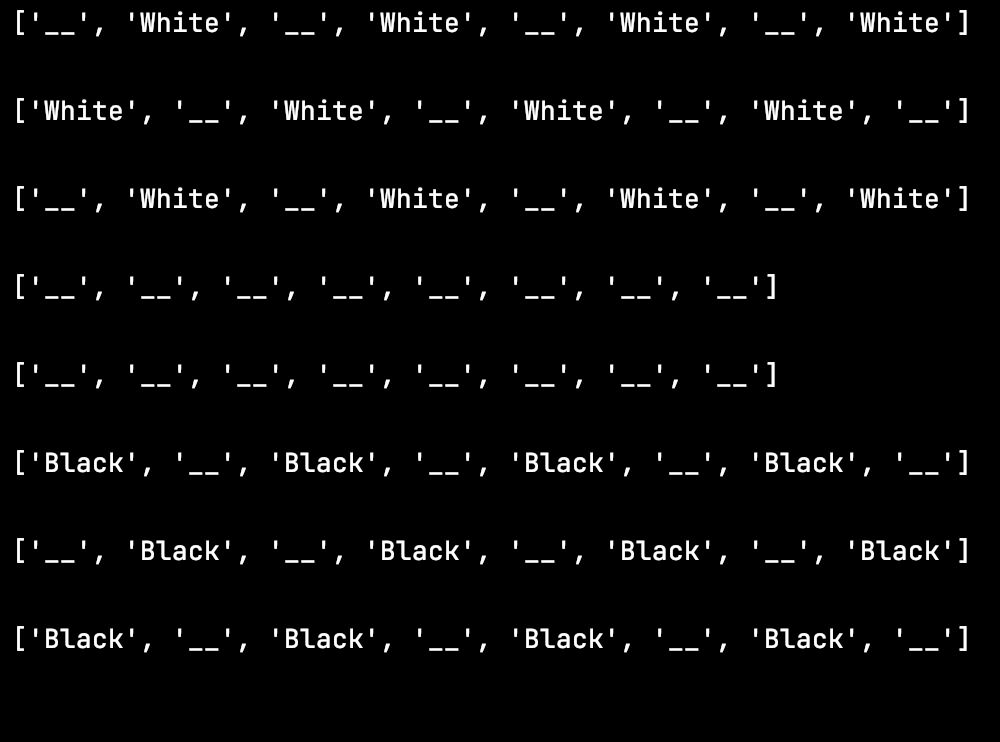 ['__', 'White', '__', 'White', '__', 'White', '__', 'White']
['White', '__', 'White', '__', 'White', '__', 'White', '__']
['__', 'White', '__', 'White', '__', 'White', '__', 'White']
['__', '__', '__', '__', '__', '__', '__', '__']
['__', '__', '__', '__', '__', '__', '__', '__']
['Black', '__', 'Black', '__', 'Black', '__', 'Black', '__']
['__', 'Black', '__', 'Black', '__', 'Black', '__', 'Black']
['Black', '__', 'Black', '__', 'Black', '__', 'Black', '__']